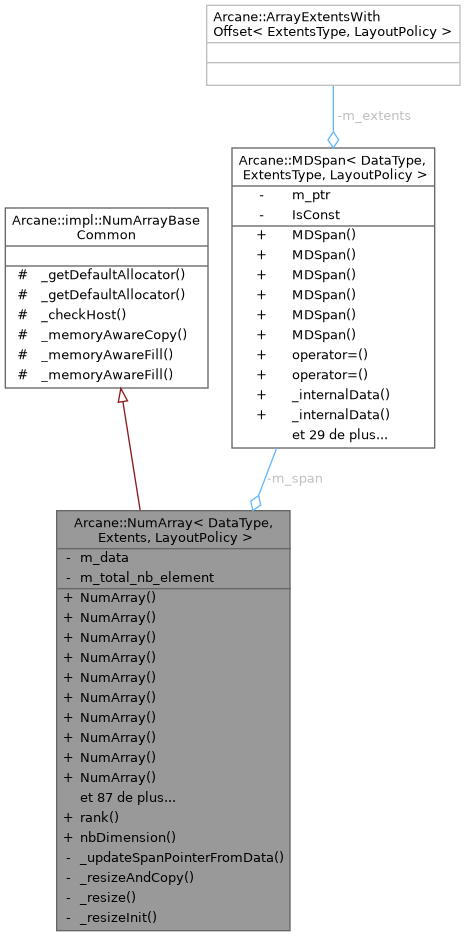 Arcane::ArrayExtentsWith
Offset< ExtentsType, LayoutPolicy >
-m_extents
Arcane::MDSpan< DataType,
ExtentsType, LayoutPolicy >
- m_ptr
- IsConst
+ MDSpan()
+ MDSpan()
+ MDSpan()
+ MDSpan()
+ MDSpan()
+ MDSpan()
+ operator=()
+ operator=()
+ _internalData()
+ _internalData()
et 29 de plus...
Arcane::impl::NumArrayBase
Common
# _getDefaultAllocator()
# _getDefaultAllocator()
# _checkHost()
# _memoryAwareCopy()
# _memoryAwareFill()
# _memoryAwareFill()
-m_span
Arcane::NumArray< DataType,
Extents, LayoutPolicy >
- m_data
- m_total_nb_element
+ NumArray()
+ NumArray()
+ NumArray()
+ NumArray()
+ NumArray()
+ NumArray()
+ NumArray()
+ NumArray()
+ NumArray()
+ NumArray()
et 87 de plus...
+ rank()
+ nbDimension()
- _updateSpanPointerFromData()
- _resizeAndCopy()
- _resize()
- _resizeInit()